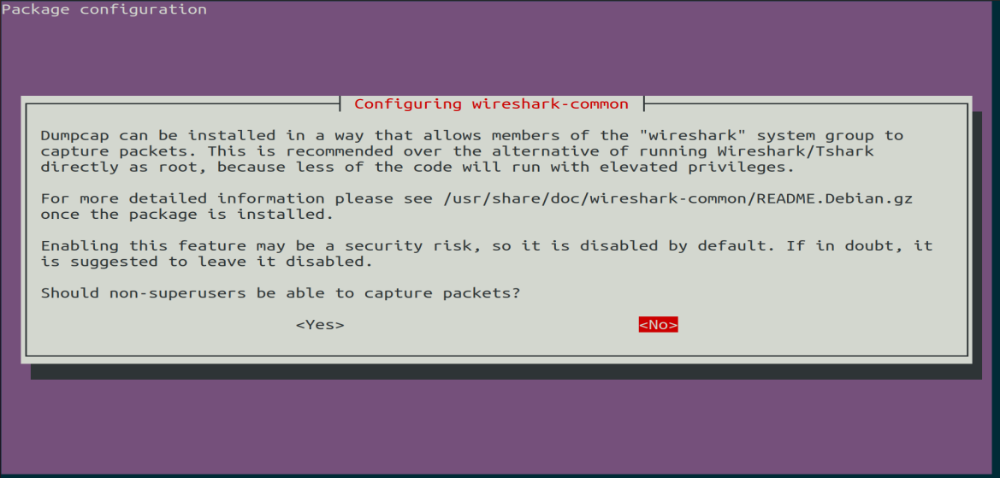 Package configuration
Configuring wireshark-common
Dumpcap can be installed in a way that allows members of the "wireshark" system group to
capture packets. This is recommended over the alternative of running Wireshark/Tshark
directly as root, because less of the code will run with elevated privileges.
For more detailed information please see /usr/share/doc/wireshark-common/README.Debian.gz
once the package is installed.
Enabling this feature may be a security risk, so it is disabled by default. If in doubt, it
is suggested to leave it disabled.
Should non-superusers be able to capture packets?
<Yes> <No>